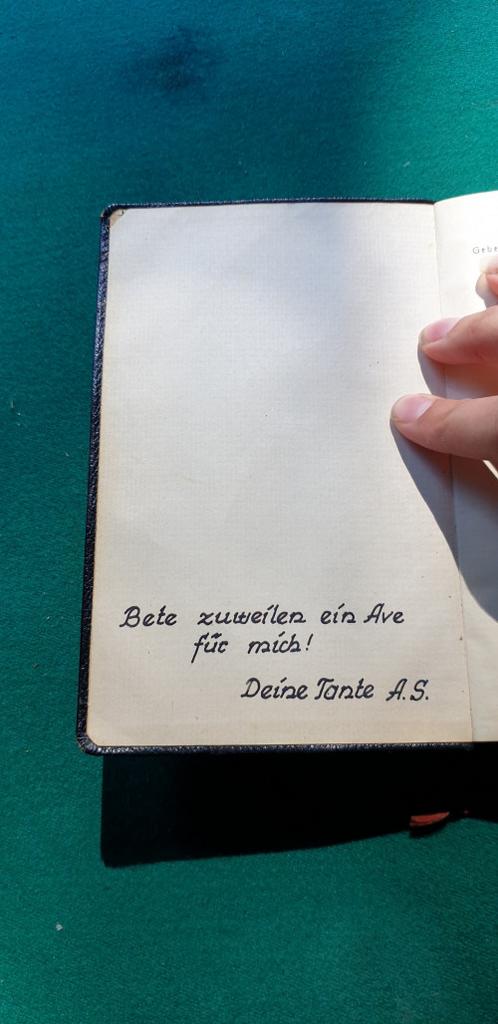 Bete zuweilen ein Ave
für mich!
Deine Tante A.S.